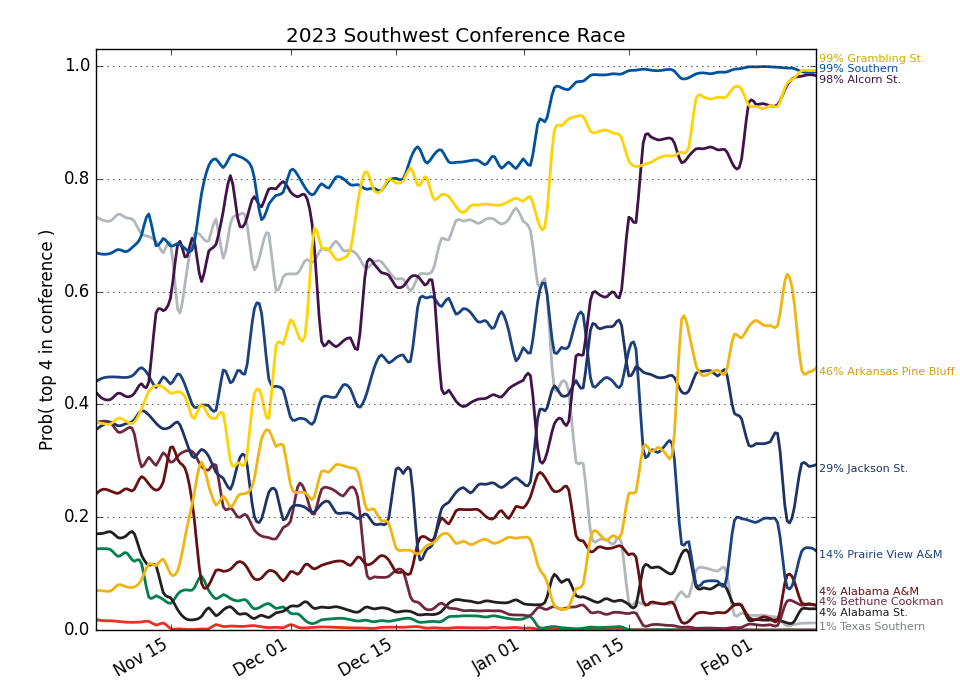 2023 Southwest Conference Race
Prob( top 4 in conference )
1.0
0.8
0.6
0.4
0.2
0.0
Nov 15
Dec 01
Dec 15
Jan 01
Jan 15
Feb 01
99% Grambling St.
99% Southern
98% Alcorn St.
46% Arkansas Pine Bluff
29% Jackson St.
14% Prairie View A&M
4% Alabama A&M
4% Bethune Cookman
4% Alabama St.
1% Texas Southern